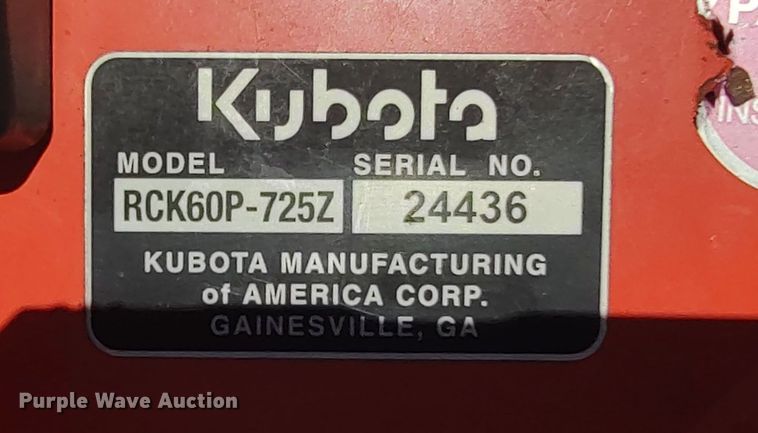 Kubota
MODEL SERIAL NO.
RCK60P-725Z 24436
KUBOTA MANUFACTURING
of AMERICA CORP.
GAINESVILLE, GA
Purple Wave Auction